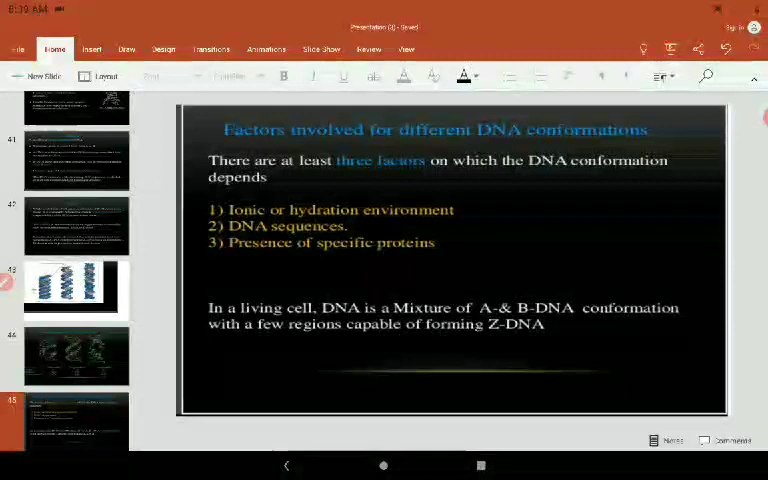 8:39 AM
Presentation (3) - Saved
Sign in
File Home Insert Draw Design Transitions Animations Slide Show Review View
New Slide Layout
41
42
43
44
45
Factors involved for different DNA conformations
There are at least three factors on which the DNA conformation
depends
1) Ionic or hydration environment
2) DNA sequences.
3) Presence of specific proteins
In a living cell, DNA is a Mixture of A-& B-DNA conformation
with a few regions capable of forming Z-DNA
Notes Comments